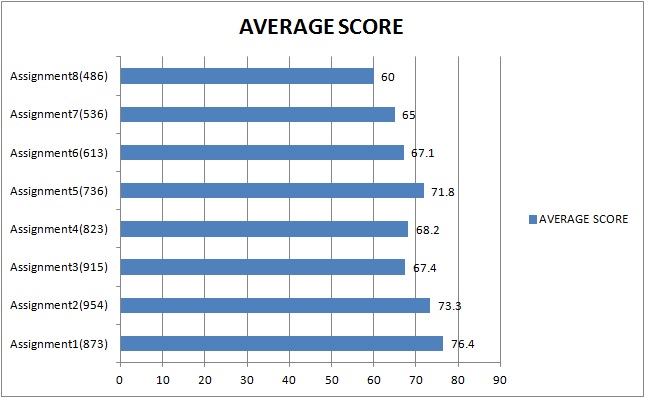 AVERAGE SCORE
Assignment8(486) 60
Assignment7(536) 65
Assignment6(613) 67.1
Assignment5(736) 71.8
Assignment4(823) 68.2
AVERAGE SCORE
Assignment3(915) 67.4
Assignment2(954) 73.3
Assignment1(873) 76.4
0 10 20 30 40 50 60 70 80 90